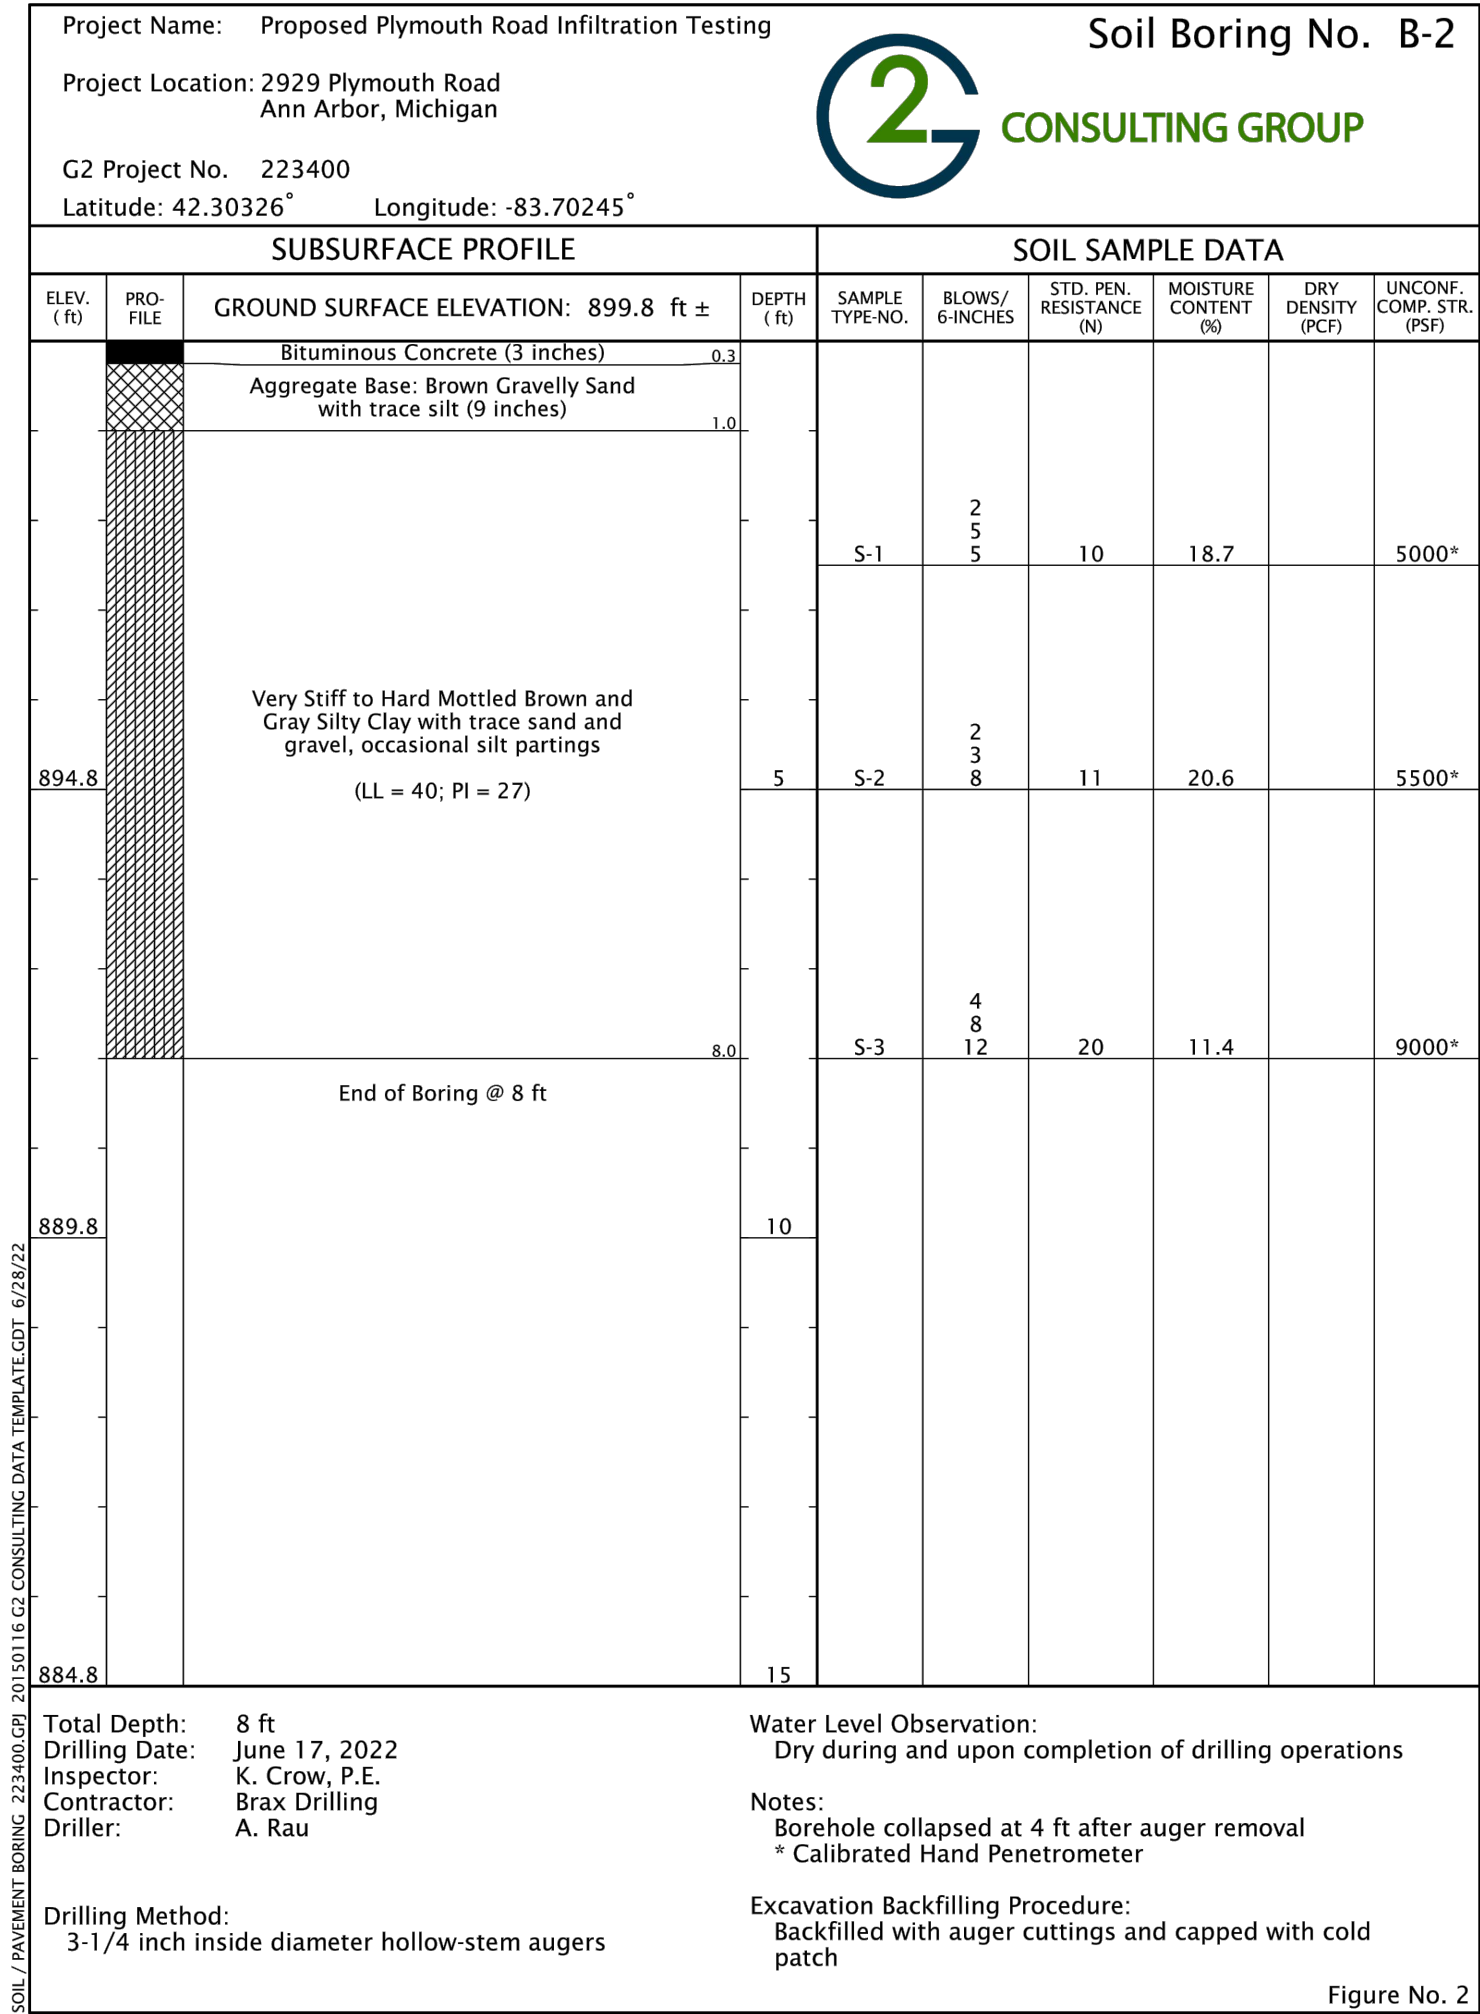 Project Name: Proposed Plymouth Road Infiltration Testing
Soil Boring No. B-2
Project Location: 2929 Plymouth Road
Ann Arbor, Michigan
G2 CONSULTING GROUP
G2 Project No. 223400
Latitude: 42.30326° Longitude: -83.70245°
SUBSURFACE PROFILE
SOIL SAMPLE DATA
ELEV. ( ft)
PRO-FILE
GROUND SURFACE ELEVATION: 899.8 ft ±
DEPTH ( ft)
SAMPLE TYPE-NO.
BLOWS/ 6-INCHES
STD. PEN. RESISTANCE (N)
MOISTURE CONTENT (%)
DRY DENSITY (PCF)
UNCONF. COMP. STR. (PSF)
Bituminous Concrete (3 inches) 0.3
Aggregate Base: Brown Gravelly Sand
with trace silt (9 inches)
1.0
2
5
S-1 5 10 18.7 5000*
Very Stiff to Hard Mottled Brown and
Gray Silty Clay with trace sand and
gravel, occasional silt partings
2
3
894.8 5 S-2 8 11 20.6 5500*
(LL = 40; PI = 27)
4
8
8.0 S-3 12 20 11.4 9000*
End of Boring @ 8 ft
889.8 10
884.8 15
Total Depth: 8 ft
Drilling Date: June 17, 2022
Inspector: K. Crow, P.E.
Contractor: Brax Drilling
Driller: A. Rau
Drilling Method:
3-1/4 inch inside diameter hollow-stem augers
Water Level Observation:
Dry during and upon completion of drilling operations
Notes:
Borehole collapsed at 4 ft after auger removal
* Calibrated Hand Penetrometer
Excavation Backfilling Procedure:
Backfilled with auger cuttings and capped with cold
patch
Figure No. 2
SOIL / PAVEMENT BORING 223400.GPJ 20150116 G2 CONSULTING DATA TEMPLATE.GDT 6/28/22